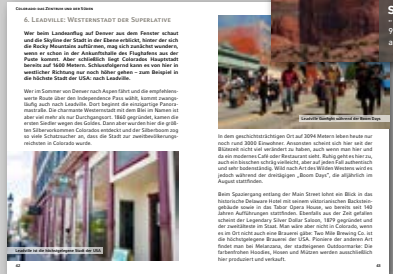 COLORADO DAS ZENTRUM UND DER SÜDEN
6. LEADVILLE: WESTERNSTADT DER SUPERLATIVE
Wer beim Landeanflug auf Denver aus dem Fenster schaut
und die Skyline der Stadt in der Ebene erblickt, hinter der sich
die Rocky Mountains auftürmen, mag sich zunächst wundern,
wenn er schon in der Ankunftshalle des Flughafens aus der
Puste kommt. Aber schließlich liegt Colorados Hauptstadt
bereits auf 1600 Metern. Schlussfolgernd kann es von hier in
westlicher Richtung nur noch höher gehen – zum Beispiel in
die höchste Stadt der USA: nach Leadville.
Wer im Sommer von Denver nach Aspen fährt und die empfehlens-
werte Route über den Independence Pass wählt, kommt zwangs-
läufig auch nach Leadville. Dort beginnt die einzigartige Panorama-
straße. Die charmante Westernstadt mit dem Blei im Namen ist
aber viel mehr als nur Durchgangsort. 1860 gegründet, kamen die
ersten Siedler wegen des Goldes. Dann aber wurden hier die größ-
ten Silbervorkommen Colorados entdeckt und der Silberboom zog
so viele Schatzsucher an, dass die Stadt zur zweitbevölkerungs-
reichsten in Colorado wurde.
Leadville ist die höchstgelegene Stadt der USA
42
Leadville Boomtown während der Boom Days
In dem geschichtsträchtigen Ort auf 3094 Metern leben heute nur
noch rund 3000 Einwohner. Ansonsten scheint sich hier seit der
Blütezeit nicht viel verändert zu haben, auch wenn man hier und
da ein modernes Café oder Restaurant sieht. Ruhig geht es hier zu,
auch ein bisschen schräg vielleicht, aber auf jeden Fall authentisch
und sehr bodenständig. Wild nach Art des Wilden Westens wird es
jedoch während der dreitägigen „Boom Days", die alljährlich im
August stattfinden.
Beim Spaziergang entlang der Main Street lohnt ein Blick in das
historische Delaware Hotel mit seinem viktorianischen Backstein-
gebäude sowie in das Tabor Opera House, wo bereits seit 140
Jahren Aufführungen stattfinden. Ebenfalls aus der Zeit gefallen
scheint der Legendary Silver Dollar Saloon, 1879 gegründet und
der zweitälteste im Staat. Man wäre aber nicht in Colorado, wenn
es im Ort nicht auch eine Brauerei gäbe: Two Mile Brewing Co. ist
die höchstgelegene Brauerei der USA. Pioniere der anderen Art
findet man bei Melanzana, der stadteigenen Outdoormarke: Die
farbenfrohen Hoodies, Hosen und Mützen werden ausschließlich
hier produziert und verkauft.
43